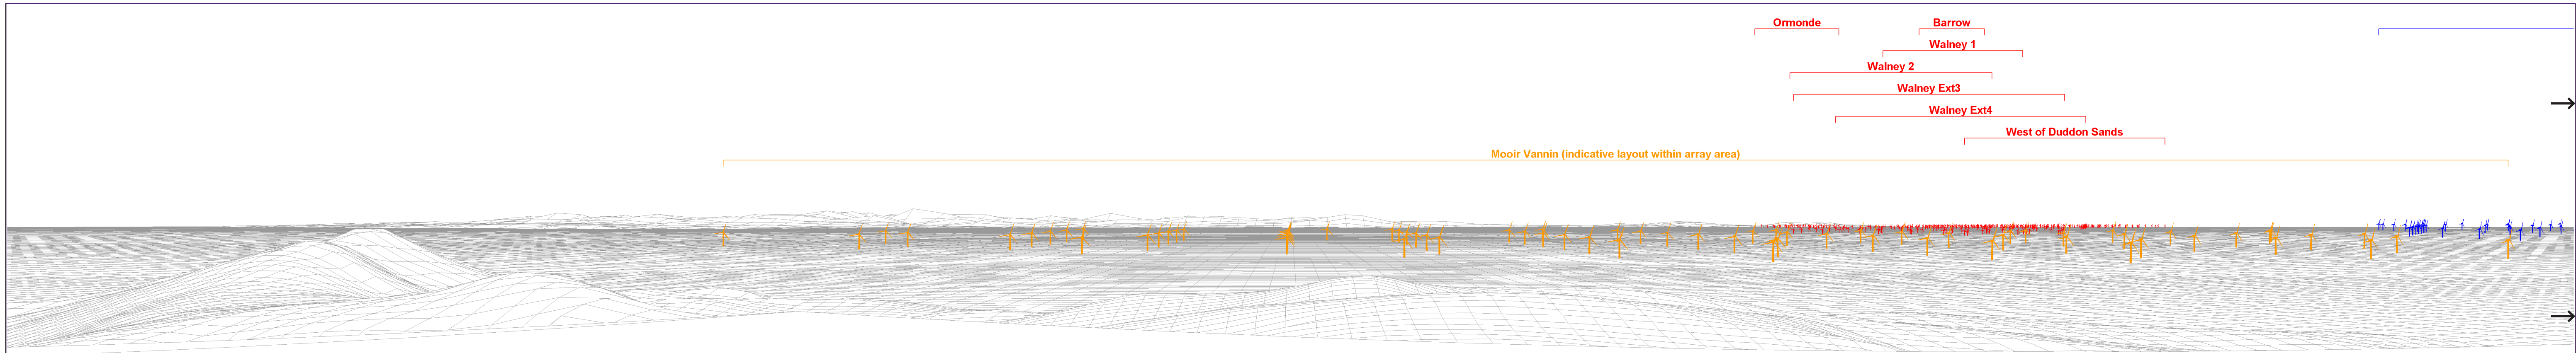 Ormonde
Barrow
Walney 1
Walney 2
Walney Ext3
Walney Ext4
West of Duddon Sands
Mooir Vannin (indicative layout within array area)